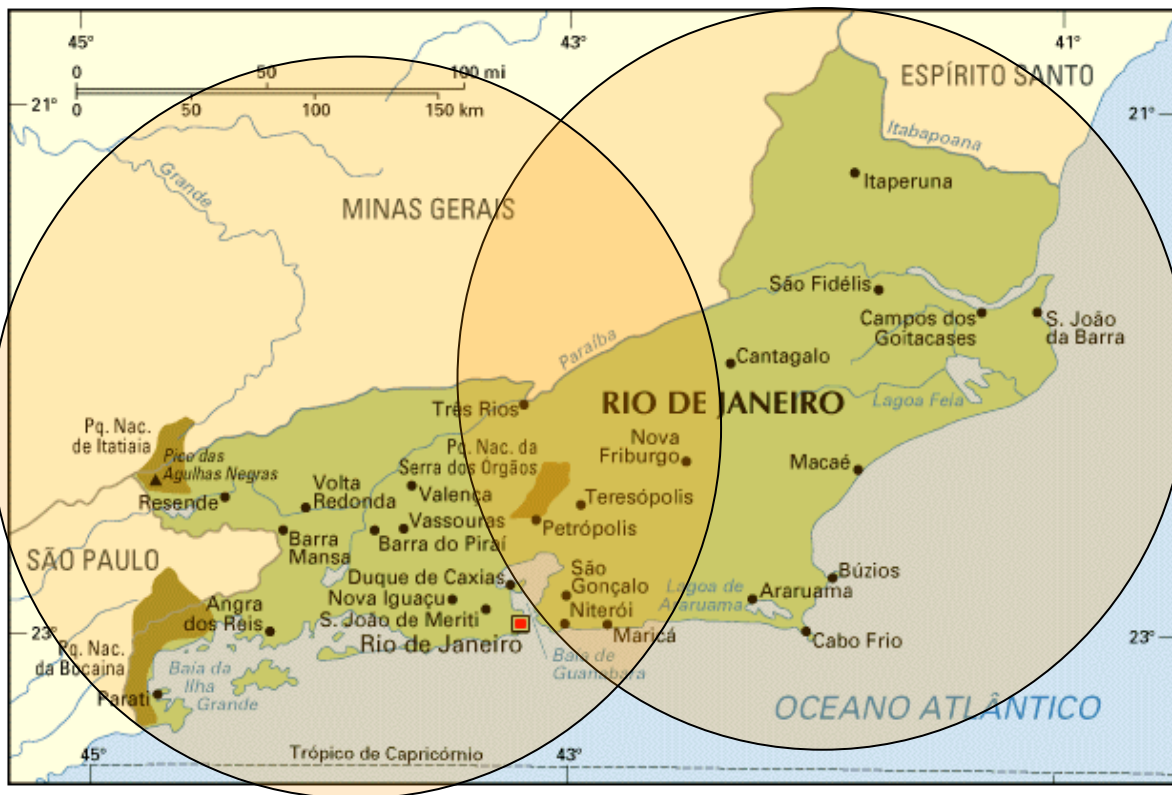 45°
43°
41°
0
50
100 mi
0
50
100
150 km
21°
21°
ESPÍRITO SANTO
Itabapoana
Grande
Itaperuna
MINAS GERAIS
São Fidélis
Campos dos
Goitacases
S. João
da Barra
Paraíba
Cantagalo
Três Rios
RIO DE JANEIRO
Lagoa Feia
Pq. Nac.
de Itatiaia
Pico das
Agulhas Negras
Resende
Volta
Redonda
Pq. Nac. da
Serra dos Órgãos
Valença
Nova
Friburgo
Macaé
Teresópolis
Vassouras
Petrópolis
Barra
Mansa
Barra do Piraí
SÃO PAULO
Duque de Caxias
São
Gonçalo
Lagoa de
Araruama
Araruama
Búzios
Angra
dos Reis
Nova Iguaçu
S. João de Meriti
Niterói
Rio de Janeiro
Maricá
Cabo Frio
23°
23°
Pq. Nac.
da Bocaina
Baía da
Ilha
Grande
Baía de
Guanabara
Parati
OCEANO ATLÂNTICO
Trópico de Capricórnio
45°
43°